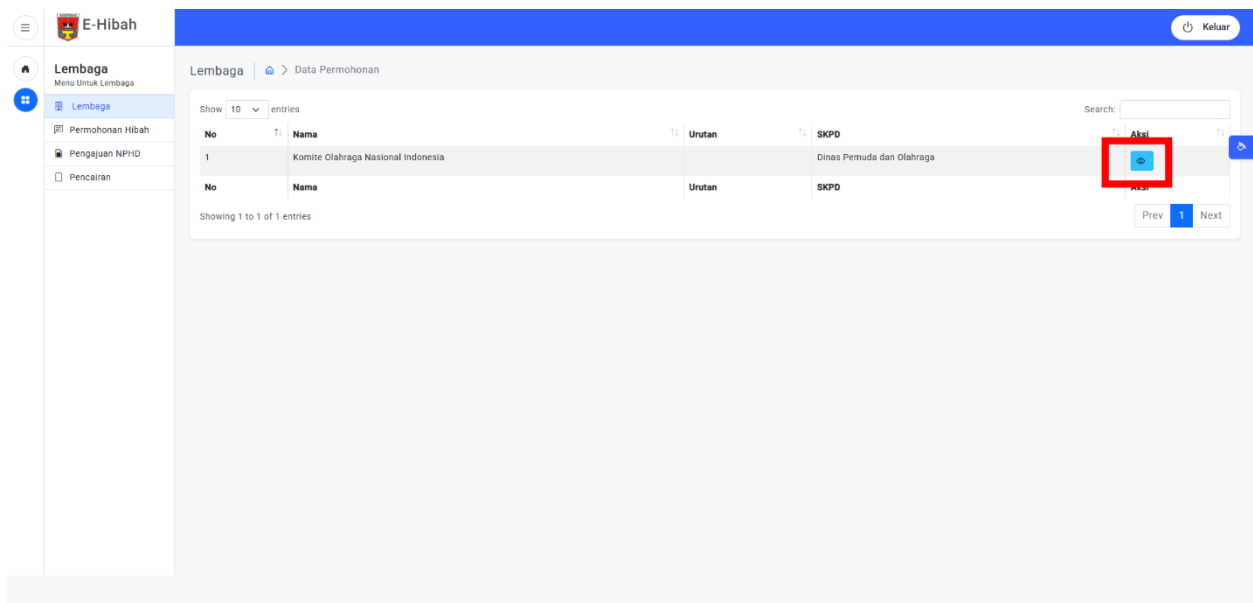 E-Hibah
Keluar
Lembaga
Menu Untuk Lembaga
Lembaga
Permohonan Hibah
Pengajuan NPHD
Pencairan
Lembaga > Data Permohonan
Show 10 entries
Search:
No Nama Urutan SKPD Aksi
1 Komite Olahraga Nasional Indonesia Dinas Pemuda dan Olahraga
No Nama Urutan SKPD Aksi
Showing 1 to 1 of 1 entries
Prev 1 Next